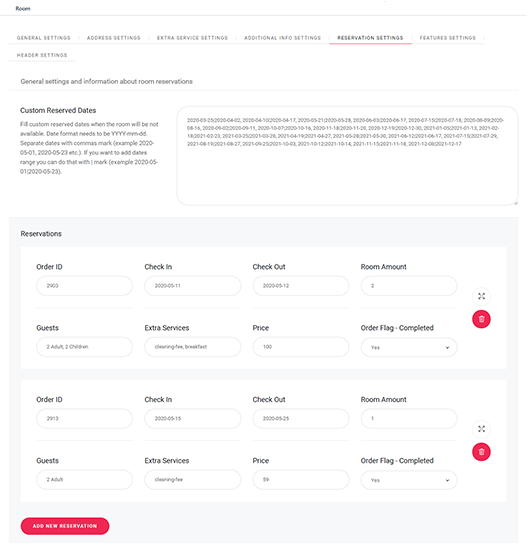 Room
GENERAL SETTINGS
ADDRESS SETTINGS
EXTRA SERVICE SETTINGS
ADDITIONAL INFO SETTINGS
RESERVATION SETTINGS
FEATURES SETTINGS
HEADER SETTINGS
General settings and information about room reservations
Custom Reserved Dates
Fill custom reserved dates when the room will be not
available. Date format needs to be YYYY-mm-dd.
Separate dates with commas mark (example 2020-
05-01, 2020-05-23 etc.). If you want to add dates
range you can do that with | mark (example 2020-05-
01|2020-05-23).
2020-03-25|2020-04-02, 2020-04-10|2020-04-17, 2020-05-21|2020-05-28, 2020-06-03|2020-06-17, 2020-07-15|2020-07-18, 2020-08-09|2020-
08-16, 2020-09-02|2020-09-11, 2020-10-07|2020-10-16, 2020-11-18|2020-11-20, 2020-12-19|2020-12-30, 2021-01-05|2021-01-13, 2021-02-
18|2021-02-23, 2021-03-25|2021-03-28, 2021-04-19|2021-04-27, 2021-05-28|2021-05-30, 2021-06-12|2021-06-17, 2021-07-15|2021-07-29,
2021-08-19|2021-08-27, 2021-09-25|2021-10-03, 2021-10-12|2021-10-14, 2021-11-15|2021-11-18, 2021-12-08|2021-12-17
Reservations
Order ID
Check In
Check Out
Room Amount
2903
2020-05-11
2020-05-12
2
Guests
Extra Services
Price
Order Flag - Completed
2 Adult, 2 Children
cleaning-fee, breakfast
100
Yes
Order ID
Check In
Check Out
Room Amount
2913
2020-05-15
2020-05-25
1
Guests
Extra Services
Price
Order Flag - Completed
2 Adult
cleaning-fee
59
Yes
ADD NEW RESERVATION